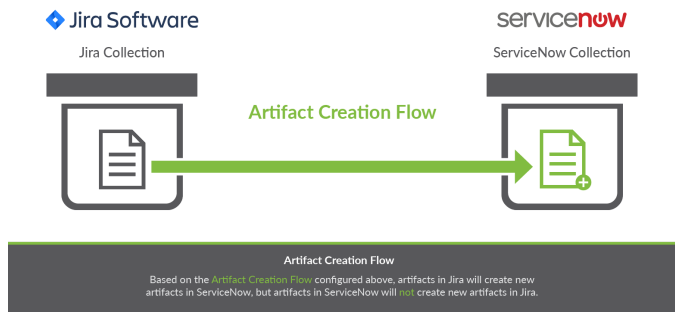 Jira Software
servicenow
Jira Collection
ServiceNow Collection
Artifact Creation Flow
Artifact Creation Flow
Based on the Artifact Creation Flow configured above, artifacts in Jira will create new
artifacts in ServiceNow, but artifacts in ServiceNow will not create new artifacts in Jira.